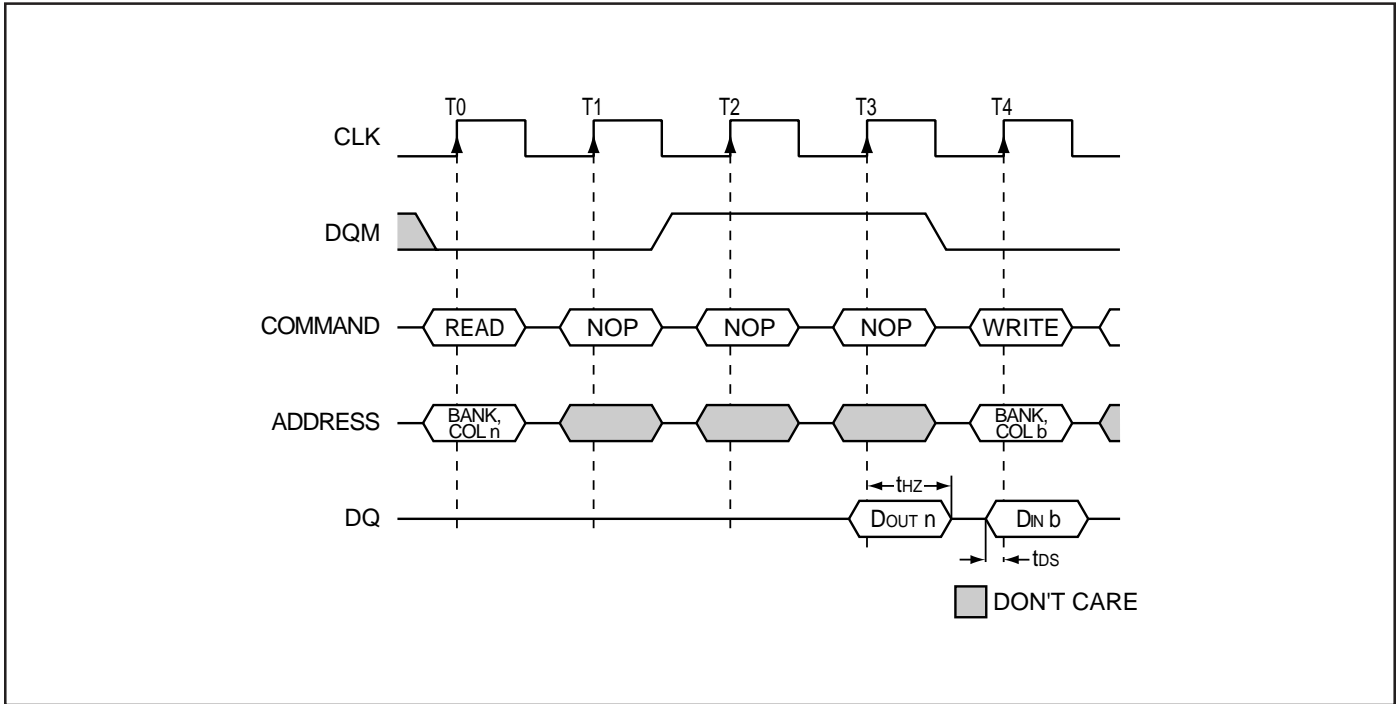 T0 T1 T2 T3 T4
CLK
DQM
COMMAND READ NOP NOP NOP WRITE
ADDRESS BANK, COL n BANK, COL b
tHZ
DQ DOUT n DIN b
tDS
DON'T CARE